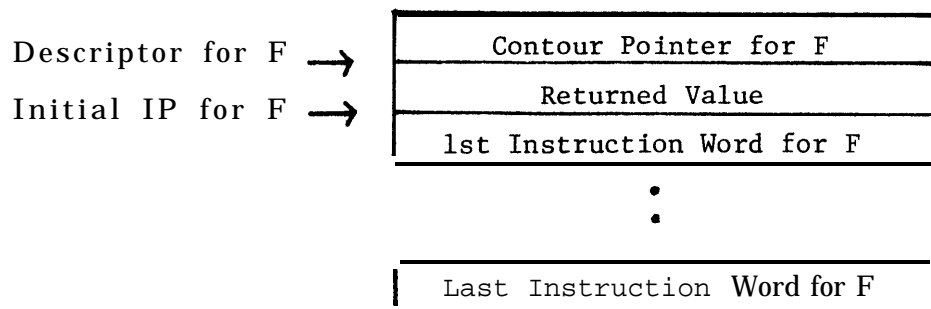 Descriptor for F → Contour Pointer for F
Initial IP for F → Returned Value
1st Instruction Word for F
Last Instruction Word for F